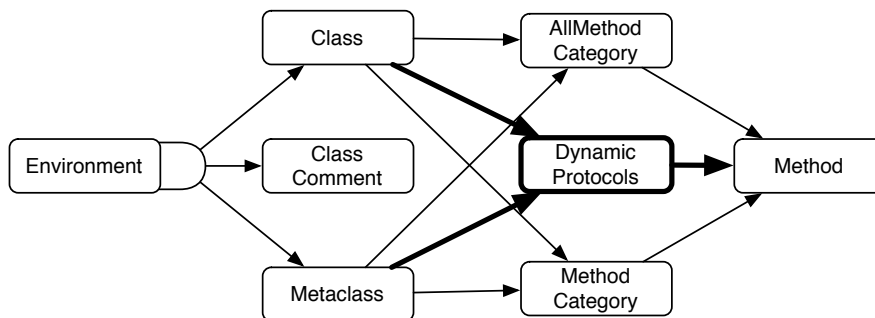 Class
AllMethod
Category
Environment
Class
Comment
Dynamic
Protocols
Method
Metaclass
Method
Category